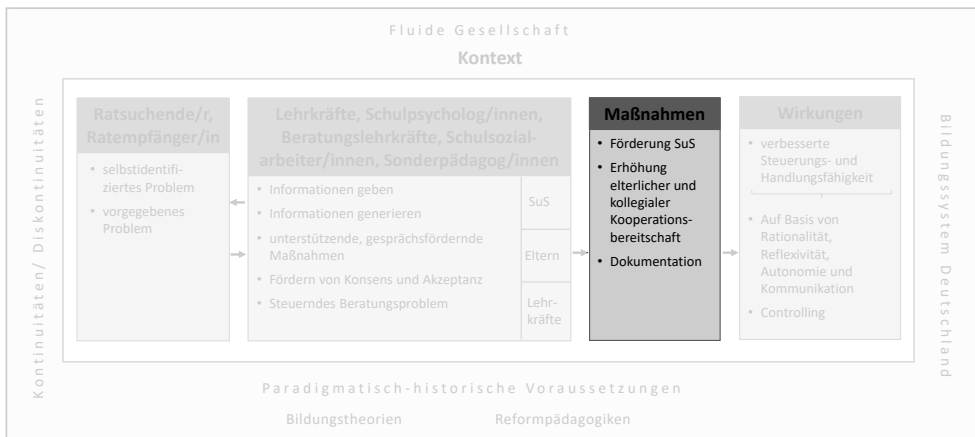 Fluide Gesellschaft
Kontext
Kontinuitäten/ Diskontinuitäten
Ratsuchende/r,
Ratempfänger/in
• selbstidentifi-
ziertes Problem
• vorgegebenes
Problem
Lehrkräfte, Schulpsycholog/innen,
Beratungslehrkräfte, Schulsozial-
arbeiter/innen, Sonderpädagog/innen
• Informationen geben
• Informationen generieren
• unterstützende, gesprächsfördernde
Maßnahmen
• Fördern von Konsens und Akzeptanz
• Steuerndes Beratungsproblem
SuS
Eltern
Lehr-
kräfte
Maßnahmen
• Förderung SuS
• Erhöhung
elterlicher und
kollegialer
Kooperations-
bereitschaft
• Dokumentation
Wirkungen
• verbesserte
Steuerungs- und
Handlungsfähigkeit
• Auf Basis von
Rationalität,
Reflexivität,
Autonomie und
Kommunikation
• Controlling
Bildungssystem Deutschland
Paradigmatisch-historische Voraussetzungen
Bildungstheorien Reformpädagogiken